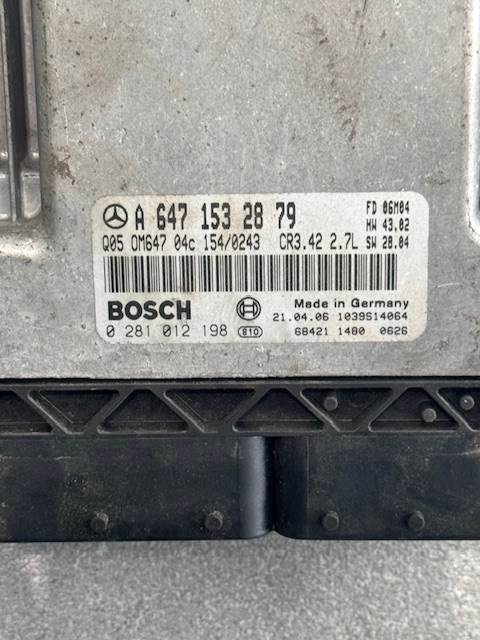 A 647 153 28 79 FD 06M04
HW 43.02
Q05 OM647 04c 154/0243 CR3.42 2.7L SW 28.04
BOSCH Made in Germany
21.04.06 1039S14064
0 281 012 198 810 68421 1480 0626